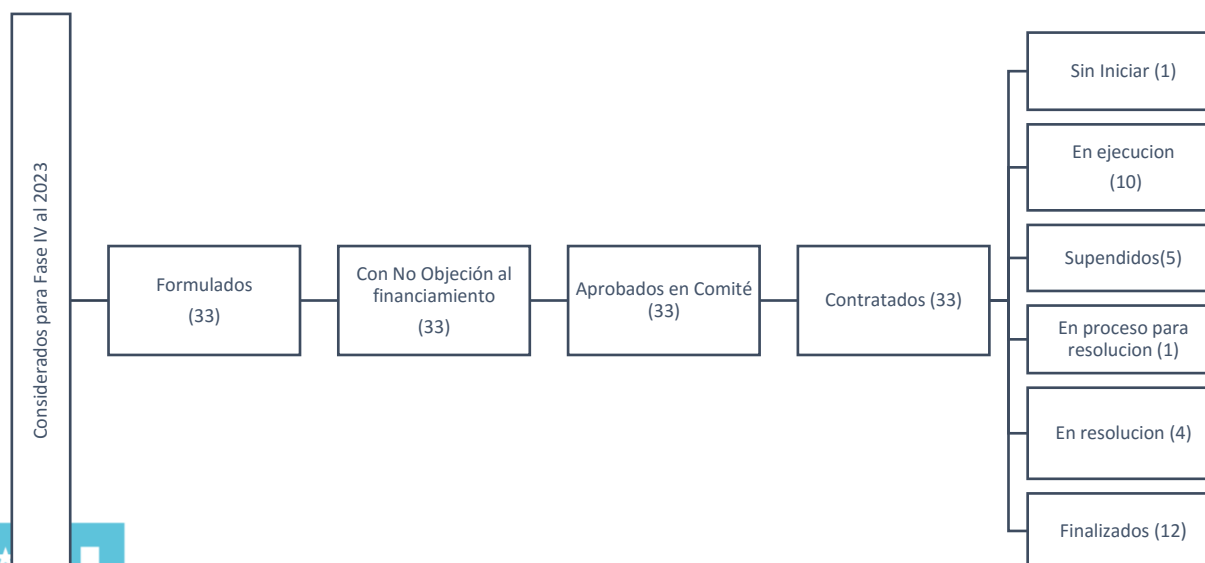 Considerados para Fase IV al 2023
Formulados
(33)
Con No Objeción al
financiamiento
(33)
Aprobados en Comité
(33)
Contratados (33)
Sin Iniciar (1)
En ejecucion
(10)
Supendidos(5)
En proceso para
resolucion (1)
En resolucion (4)
Finalizados (12)